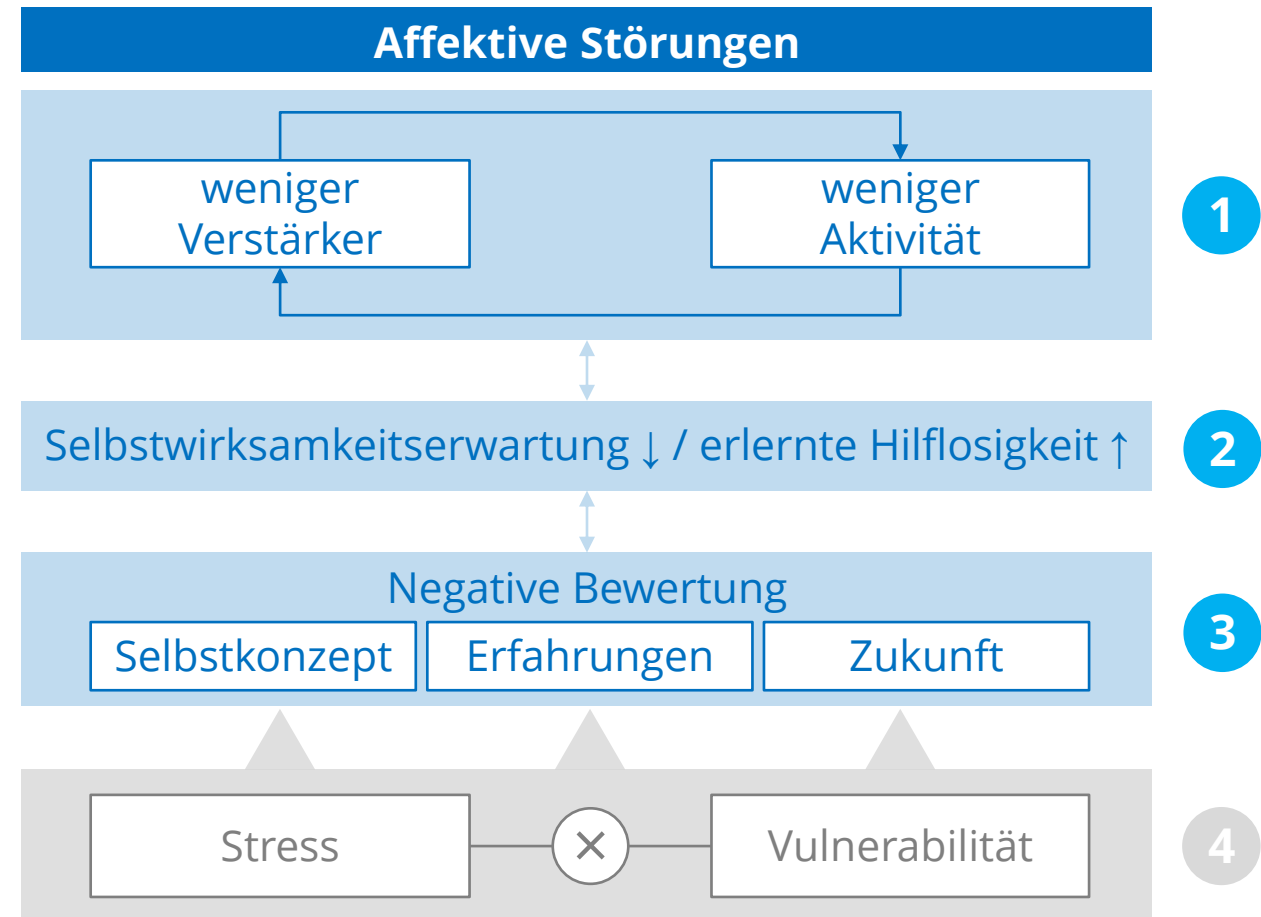 Affektive Störungen
weniger
Verstärker
weniger
Aktivität
1
Selbstwirksamkeitserwartung ↓ / erlernte Hilflosigkeit ↑
2
Negative Bewertung
Selbstkonzept
Erfahrungen
Zukunft
3
Stress
×
Vulnerabilität
4